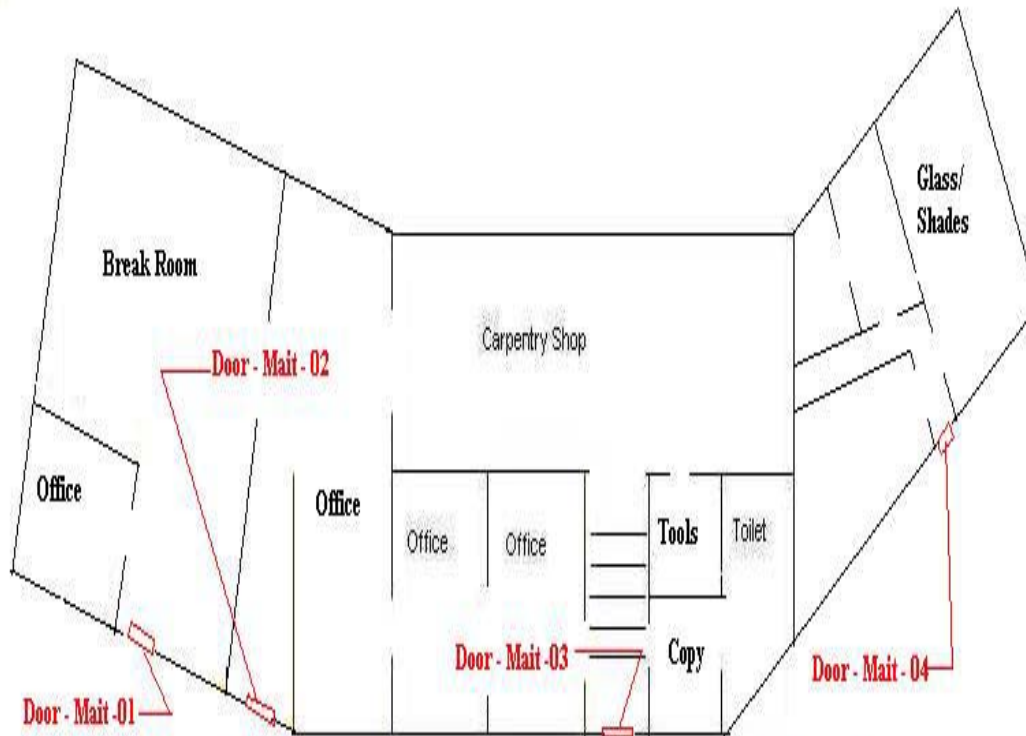 Glass/
Shades
Break Room
Carpentry Shop
Door - Mait - 02
Office
Office
Office
Office
Tools
Toilet
Door - Mait -03
Copy
Door - Mait - 04
Door - Mait -01